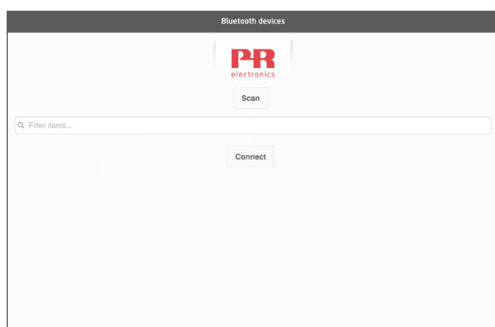 Bluetooth devices
PR
electronics
Scan
Filter items...
Connect